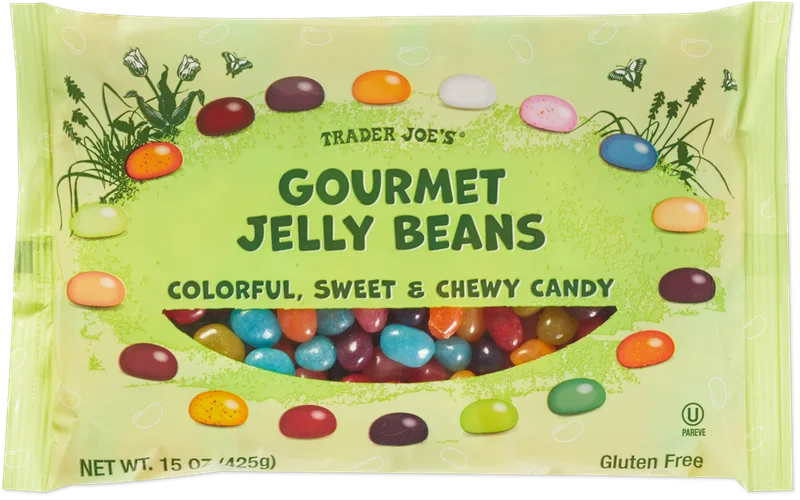 TRADER JOE'S®
GOURMET
JELLY BEANS
COLORFUL, SWEET & CHEWY CANDY
U
PAREVE
NET WT. 15 OZ (425g)
Gluten Free